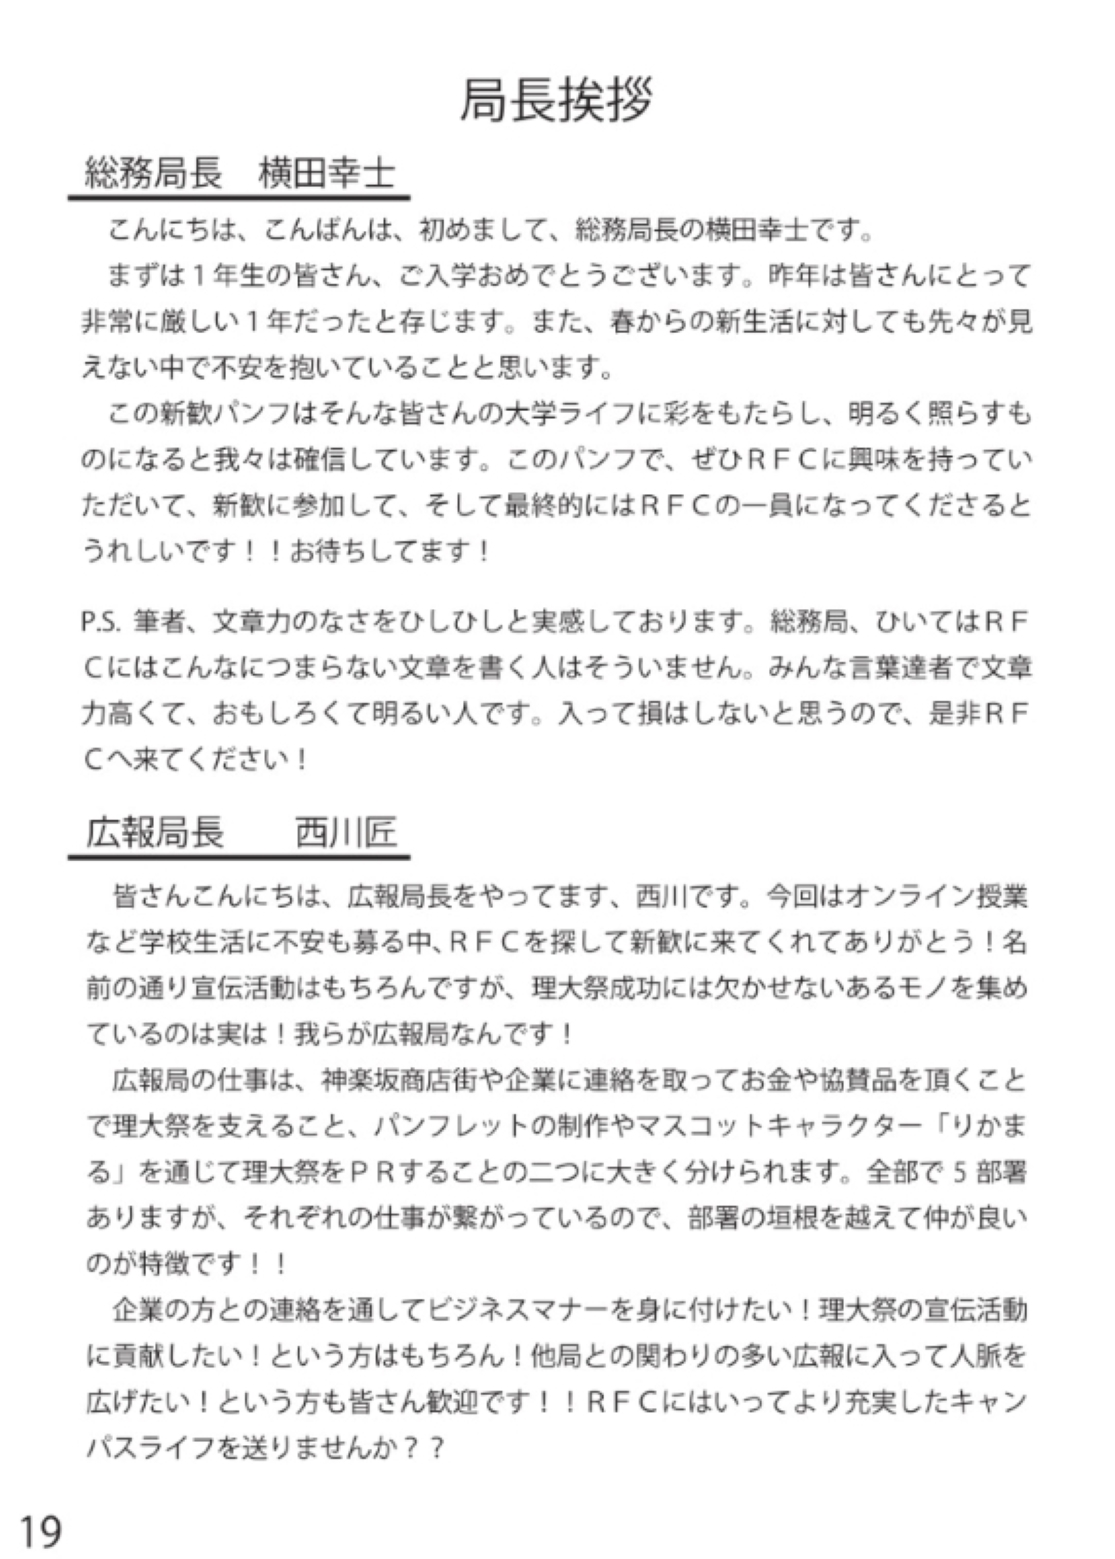 局長挨拶
総務局長　横田幸士
　こんにちは、こんばんは、初めまして、総務局長の横田幸士です。
　まずは１年生の皆さん、ご入学おめでとうございます。昨年は皆さんにとって
非常に厳しい１年だったと存じます。また、春からの新生活に対しても先々が見
えない中で不安を抱いていることと思います。
　この新歓パンフはそんな皆さんの大学ライフに彩をもたらし、明るく照らすも
のになると我々は確信しています。このパンフで、ぜひＲＦＣに興味を持ってい
ただいて、新歓に参加して、そして最終的にはＲＦＣの一員になってくださると
うれしいです！！お待ちしてます！
P.S. 筆者、文章力のなさをひしひしと実感しております。総務局、ひいてはＲＦ
Ｃにはこんなにつまらない文章を書く人はそういません。みんな言葉達者で文章
力高くて、おもしろくて明るい人です。入って損はしないと思うので、是非ＲＦ
Ｃへ来てください！
広報局長　　西川匠
　皆さんこんにちは、広報局長をやってます、西川です。今回はオンライン授業
など学校生活に不安も募る中、ＲＦＣを探して新歓に来てくれてありがとう！名
前の通り宣伝活動はもちろんですが、理大祭成功には欠かせないあるモノを集め
ているのは実は！我らが広報局なんです！
　広報局の仕事は、神楽坂商店街や企業に連絡を取ってお金や協賛品を頂くこと
で理大祭を支えること、パンフレットの制作やマスコットキャラクター「りかま
る」を通じて理大祭をＰＲすることの二つに大きく分けられます。全部で 5 部署
ありますが、それぞれの仕事が繋がっているので、部署の垣根を越えて仲が良い
のが特徴です！！
　企業の方との連絡を通してビジネスマナーを身に付けたい！理大祭の宣伝活動
に貢献したい！という方はもちろん！他局との関わりの多い広報に入って人脈を
広げたい！という方も皆さん歓迎です！！ＲＦＣにはいってより充実したキャン
パスライフを送りませんか？？
19